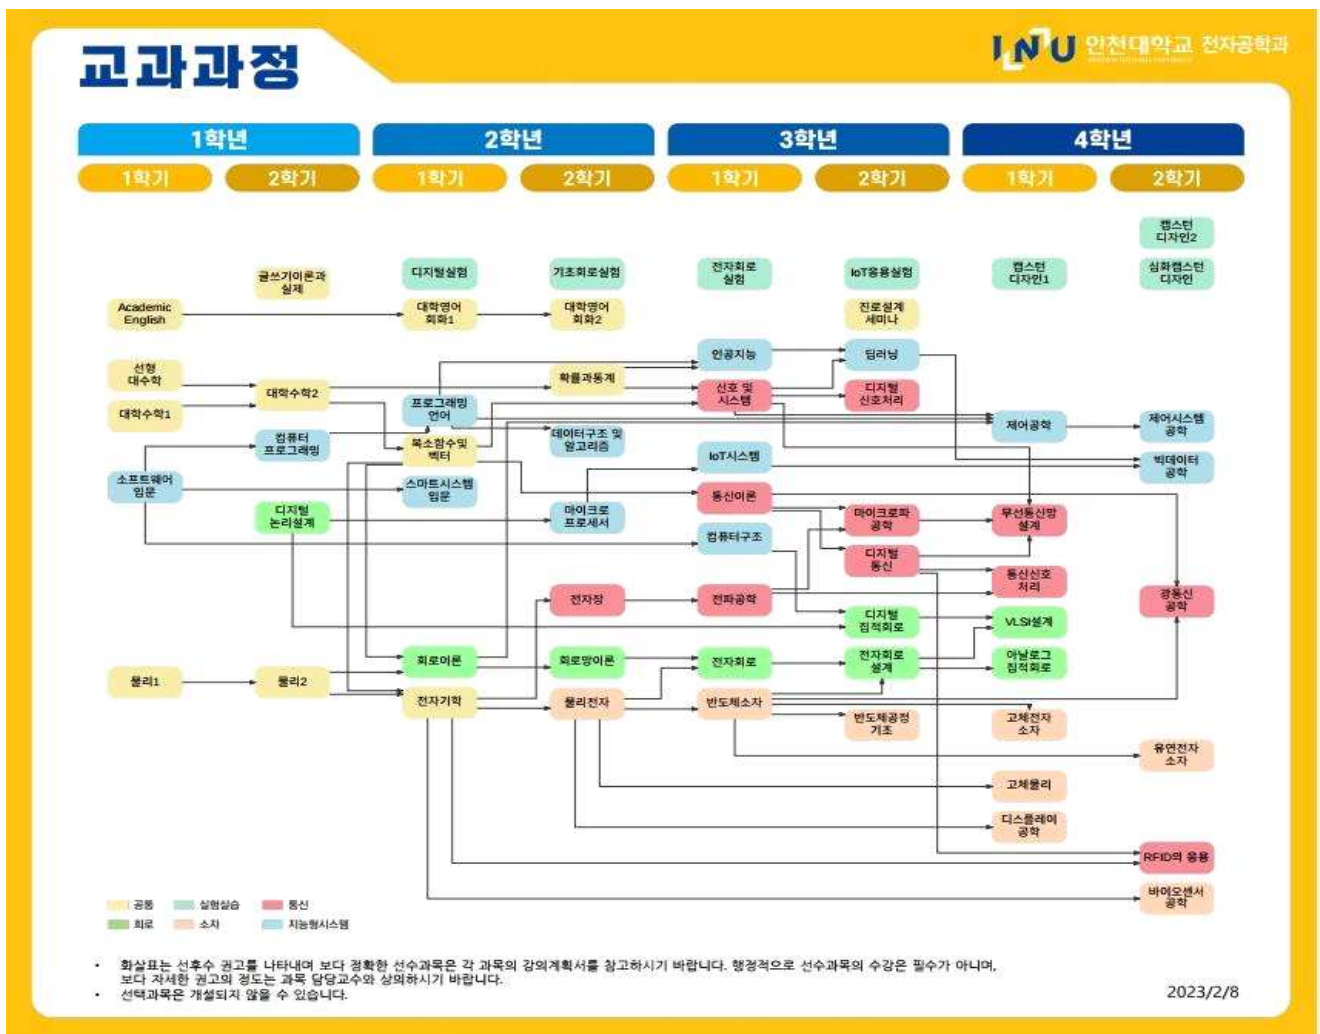 교과과정
INU 인천대학교 전자공학과
1학년
2학년
3학년
4학년
1학기
2학기
1학기
2학기
1학기
2학기
1학기
2학기
캡스턴
디자인2
글쓰기이론과
실제
디지털실험
기초회로실험
전자회로
실험
IoT응용실험
캡스턴
디자인1
심화캡스턴
디자인
Academic
English
대학영어
회화1
대학영어
회화2
진로설계
세미나
선형
대수학
대학수학1
대학수학2
확률과통계
인공지능
딥러닝
프로그래밍
언어
신호 및
시스템
디지털
신호처리
컴퓨터
프로그래밍
복소함수및
벡터
데이터구조 및
알고리즘
제어공학
제어시스템
공학
소프트웨어
입문
스마트시스템
입문
IoT시스템
빅데이터
공학
디지털
논리설계
마이크로
프로세서
통신이론
마이크로파
공학
무선통신망
설계
컴퓨터구조
디지털
통신
통신신호
처리
전자장
전파공학
광통신
공학
디지털
집적회로
VLSI설계
물리1
물리2
회로이론
회로망이론
전자회로
전자회로
설계
아날로그
집적회로
전자기학
물리전자
반도체소자
반도체공정
기초
고체전자
소자
유연전자
소자
고체물리
디스플레이
공학
RFID의 응용
바이오센서
공학
공통
실험실습
통신
회로
소자
지능형시스템
• 화살표는 선후수 권고를 나타내며 보다 정확한 선수과목은 각 과목의 강의계획서를 참고하시기 바랍니다. 행정적으로 선수과목의 수강은 필수가 아니며,
보다 자세한 권고의 정도는 과목 담당교수와 상의하시기 바랍니다.
• 선택과목은 개설되지 않을 수 있습니다.
2023/2/8